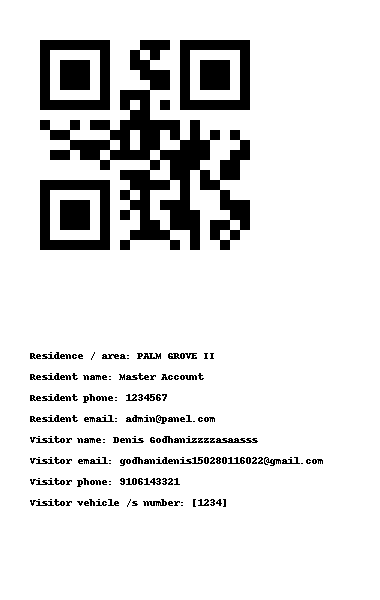 Residence / area: PALM GROVE II
Resident name: Master Account
Resident phone: 1234567
Resident email: admin@panel.com
Visitor name: Denis Godhanizzzzasaasss
Visitor email: godhanidenis150280116022@gmail.com
Visitor phone: 9106143321
Visitor vehicle /s number: [1234]